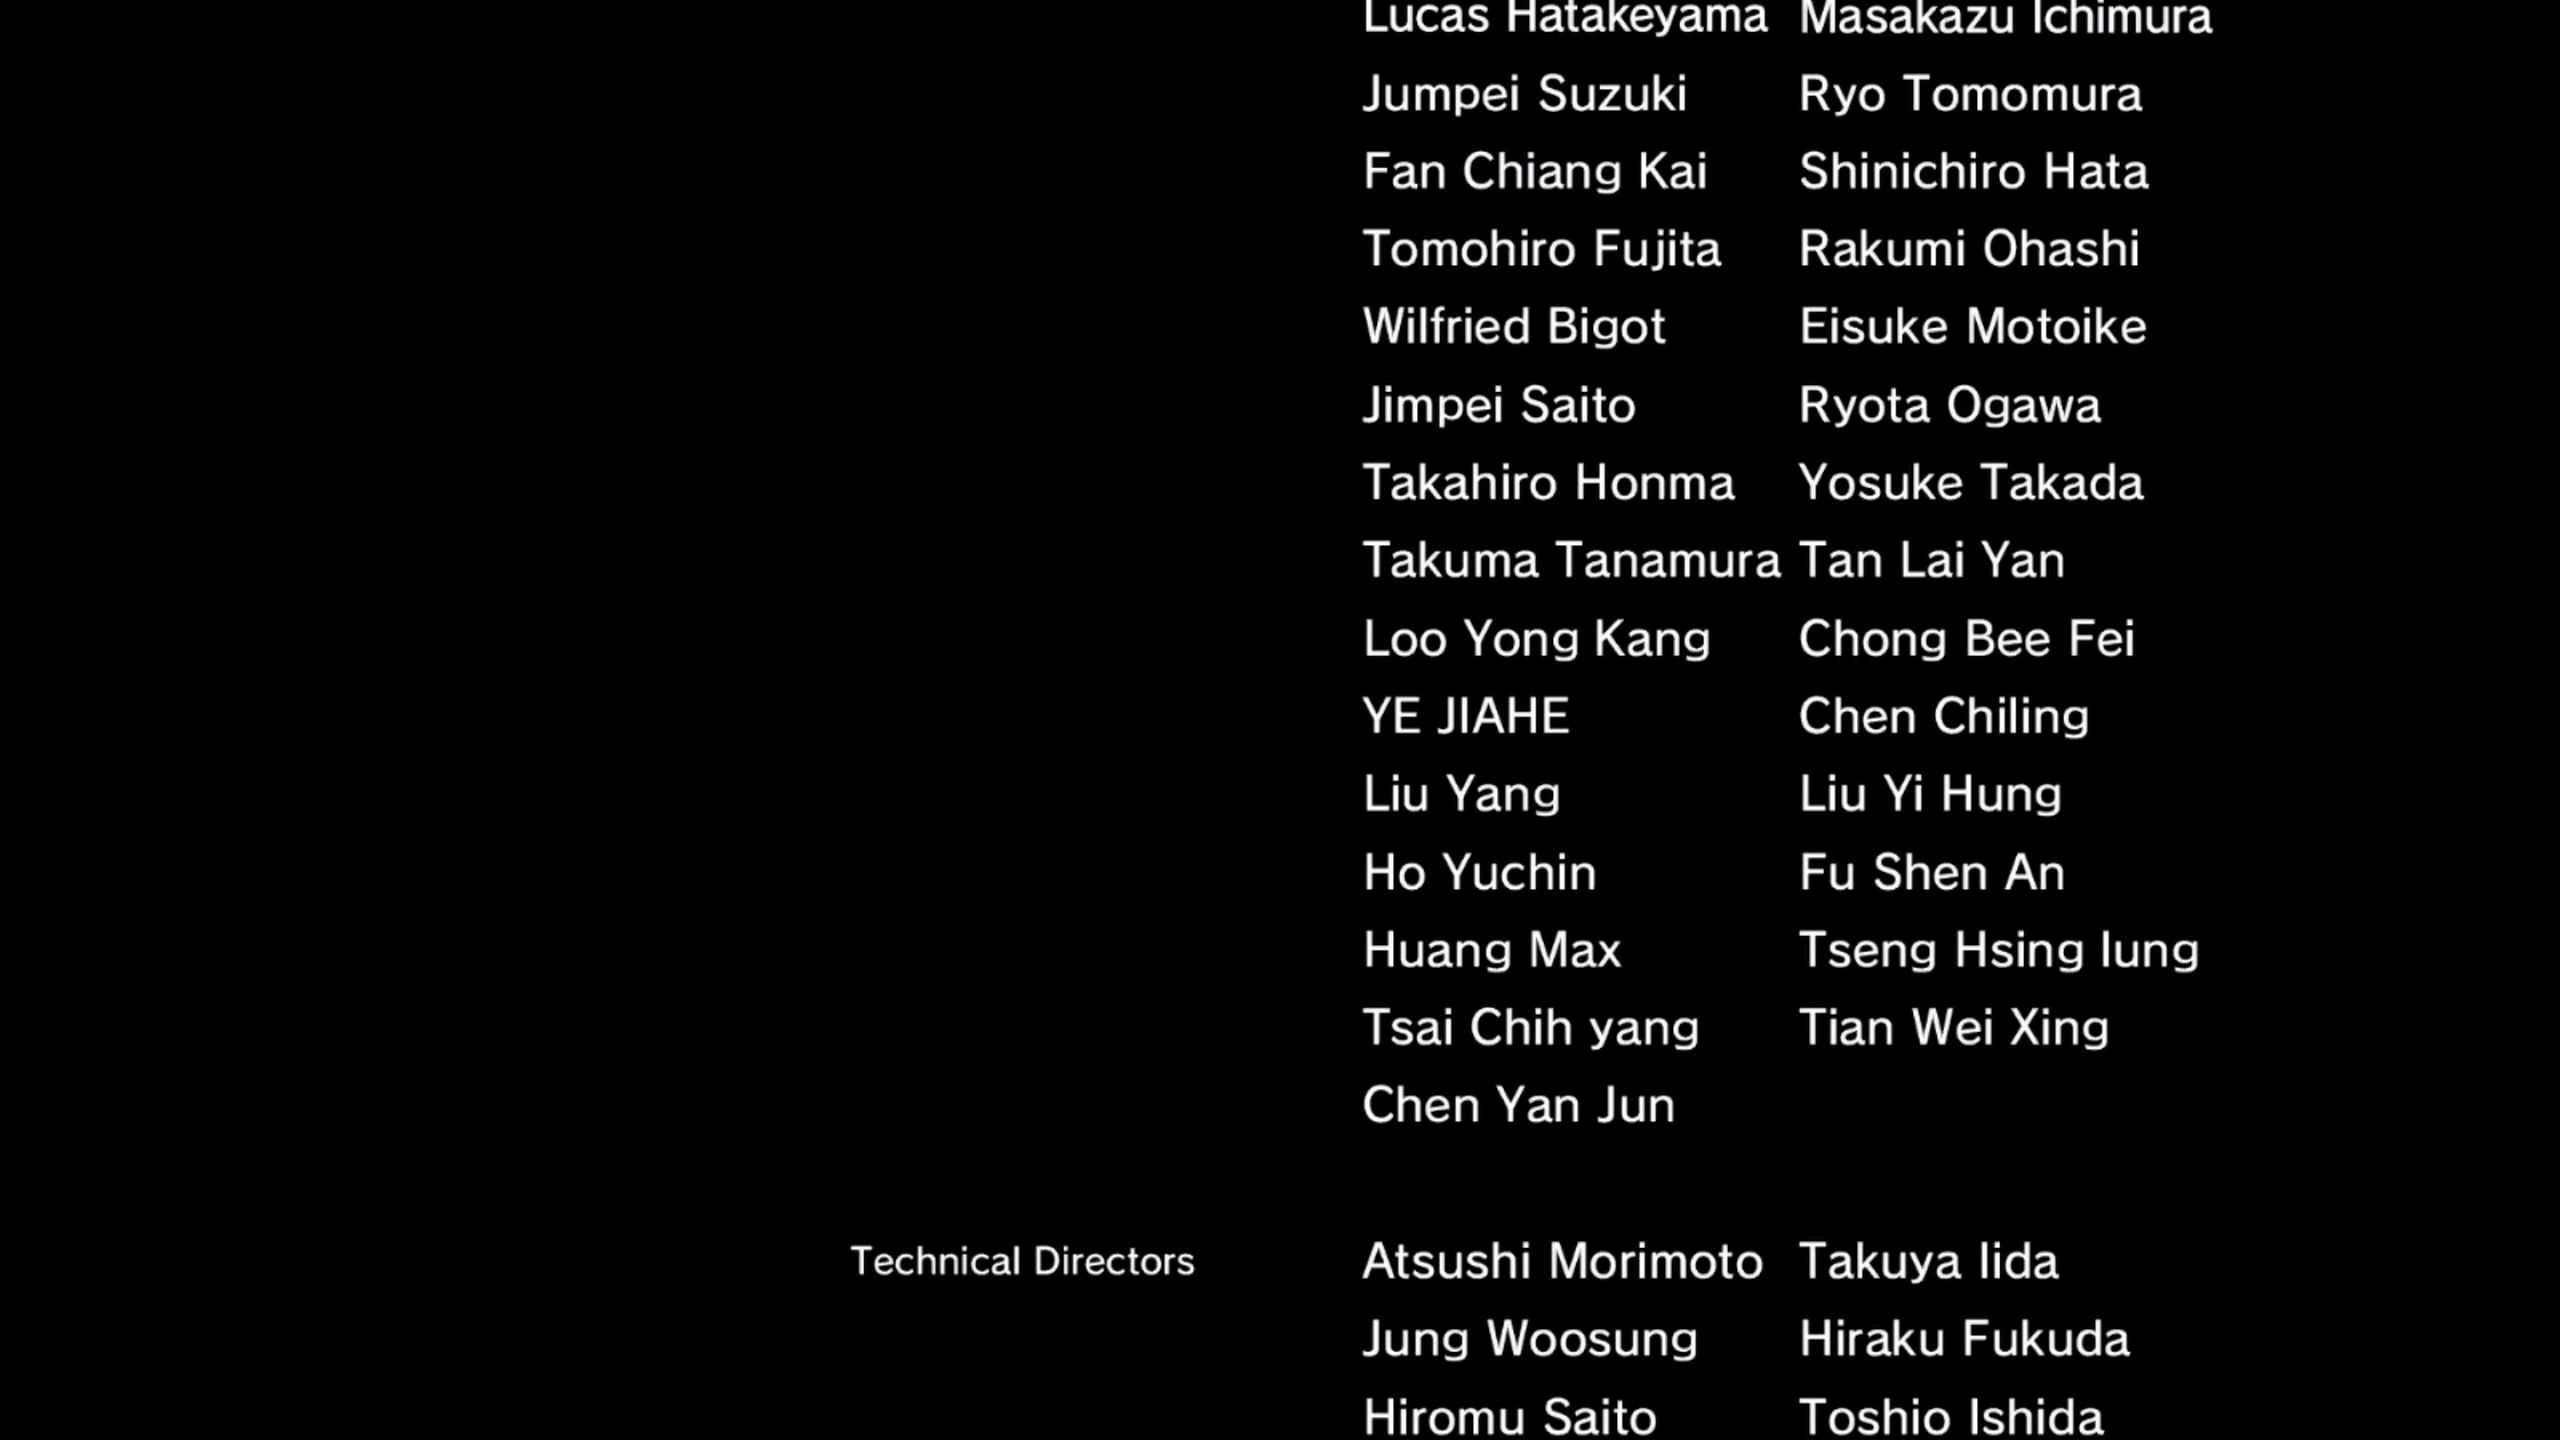 Lucas Hatakeyama Masakazu Ichimura
Jumpei Suzuki Ryo Tomomura
Fan Chiang Kai Shinichiro Hata
Tomohiro Fujita Rakumi Ohashi
Wilfried Bigot Eisuke Motoike
Jimpei Saito Ryota Ogawa
Takahiro Honma Yosuke Takada
Takuma Tanamura Tan Lai Yan
Loo Yong Kang Chong Bee Fei
YE JIAHE Chen Chiling
Liu Yang Liu Yi Hung
Ho Yuchin Fu Shen An
Huang Max Tseng Hsing lung
Tsai Chih yang Tian Wei Xing
Chen Yan Jun
Technical Directors Atsushi Morimoto Takuya Iida
Jung Woosung Hiraku Fukuda
Hiromu Saito Toshio Ishida